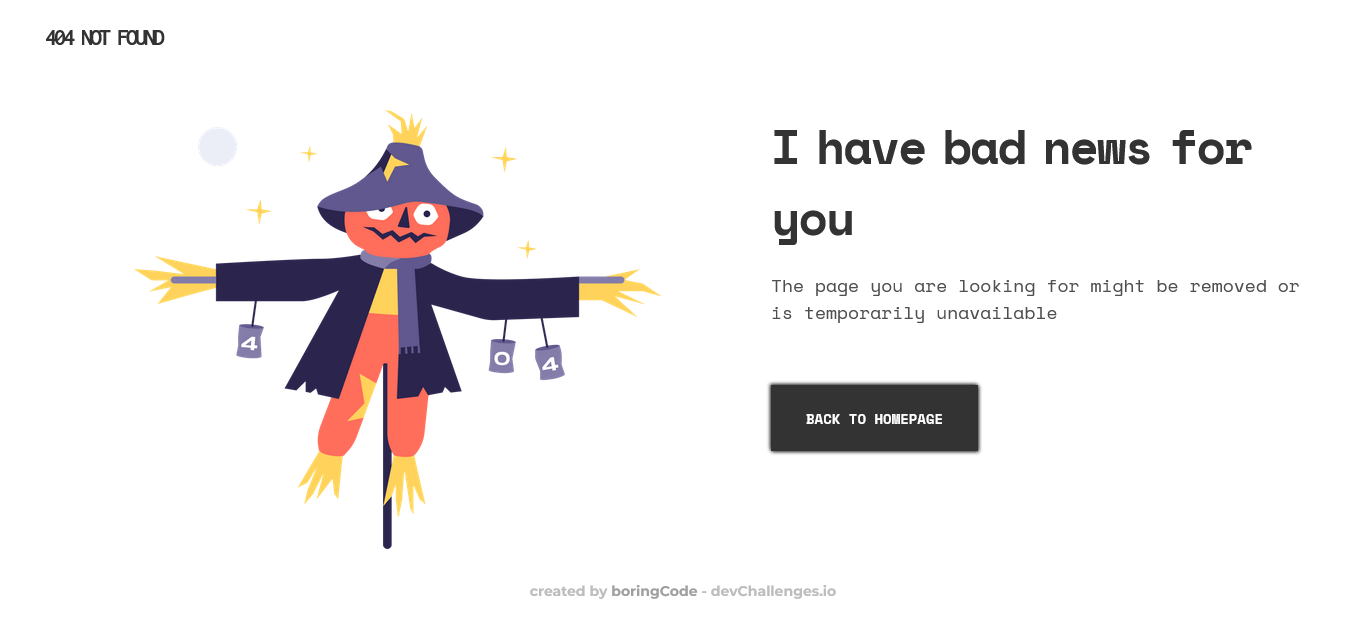 404 NOT FOUND
I have bad news for
you
The page you are looking for might be removed or
is temporarily unavailable
4
0
4
BACK TO HOMEPAGE
created by boringCode - devChallenges.io